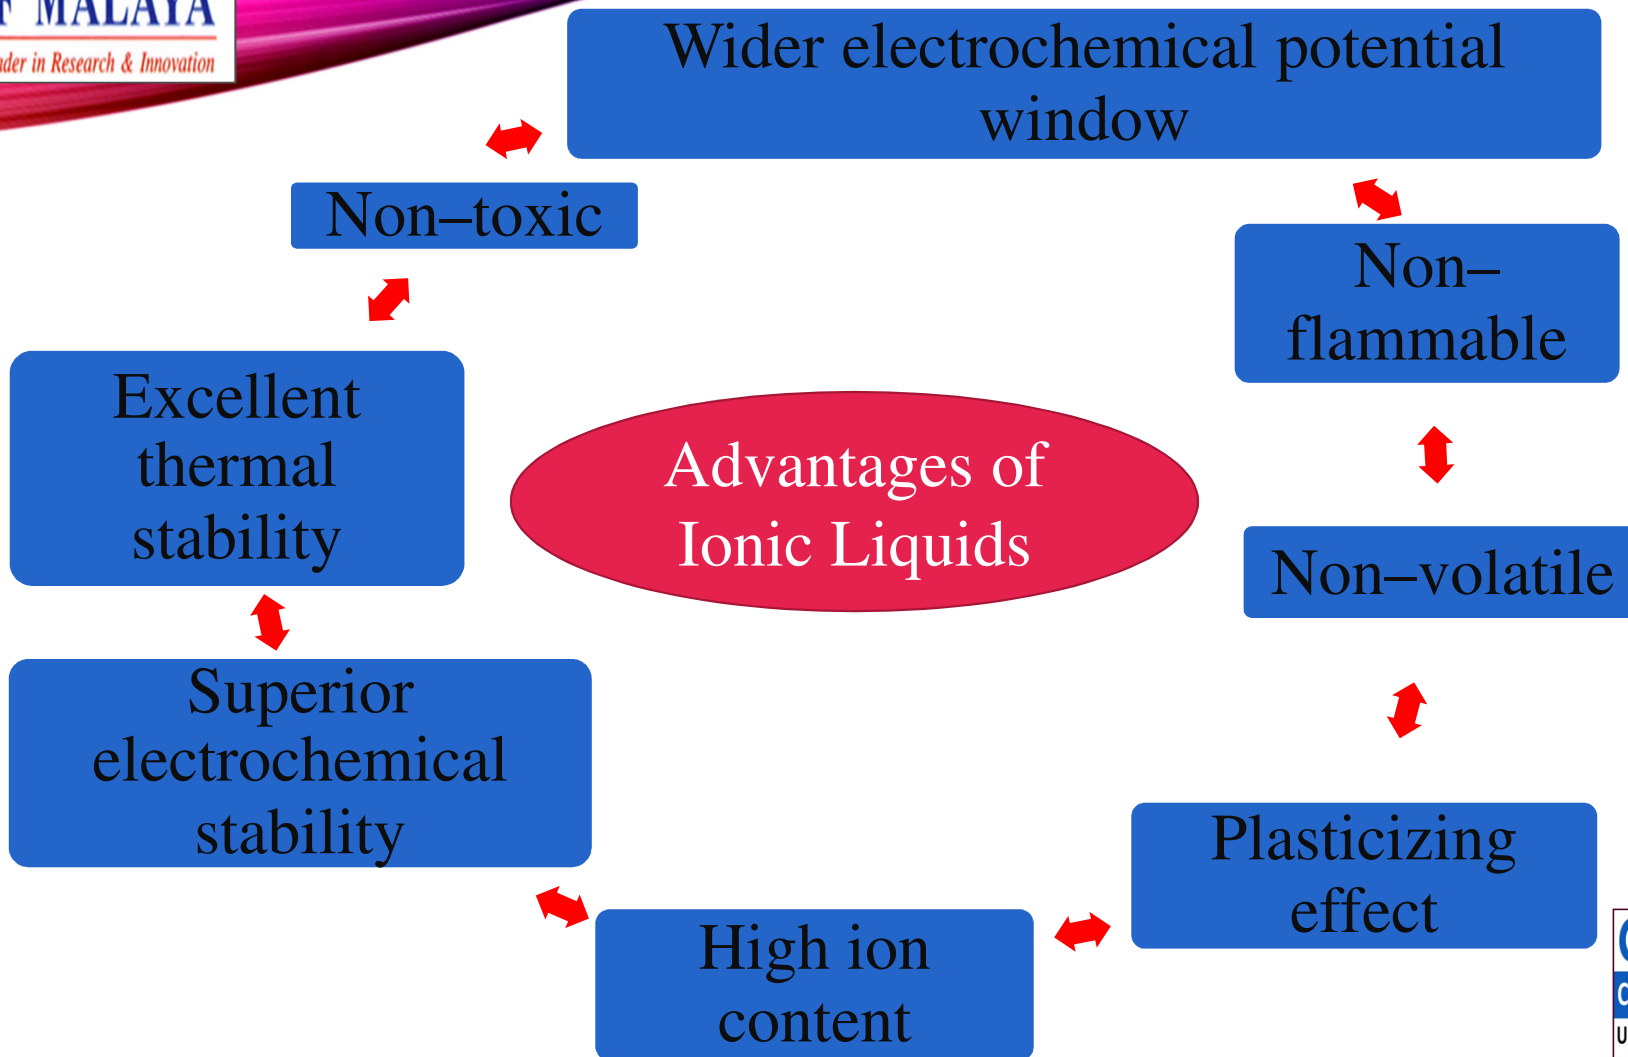 F MALAYA
in Research & Innovation
Wider electrochemical potential
window
Non–toxic
Non–
flammable
Excellent
thermal
stability
Advantages of
Ionic Liquids
Non–volatile
Superior
electrochemical
stability
Plasticizing
effect
High ion
content